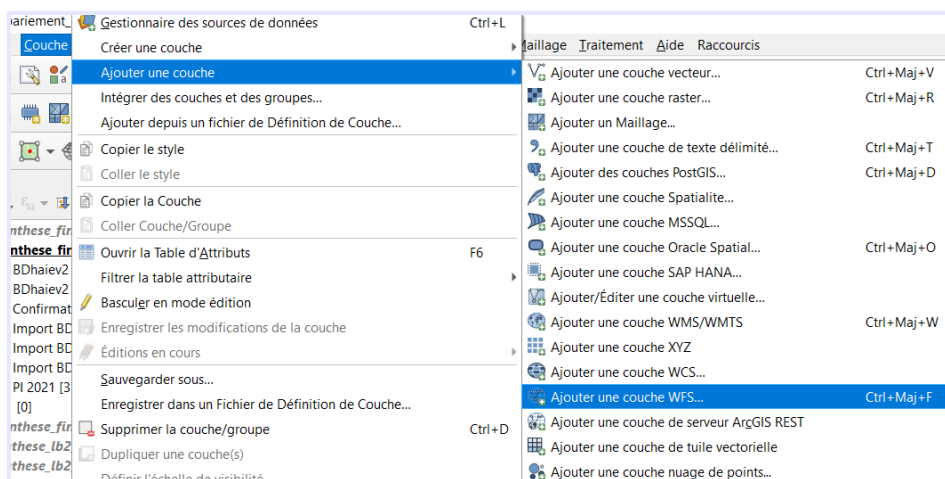 pariement_
Gestionnaire des sources de données Ctrl+L
Couche
Créer une couche
Maillage Traitement Aide Raccourcis
Ajouter une couche
Intégrer des couches et des groupes...
Ajouter depuis un fichier de Définition de Couche...
Copier le style
Coller le style
Copier la Couche
Coller Couche/Groupe
Ouvrir la Table d'Attributs F6
Filtrer la table attributaire
Basculer en mode édition
Enregistrer les modifications de la couche
Éditions en cours
Sauvegarder sous...
Enregistrer dans un Fichier de Définition de Couche...
Supprimer la couche/groupe Ctrl+D
Dupliquer une couche(s)
Définir l'échelle de visibilité
Ajouter une couche vecteur... Ctrl+Maj+V
Ajouter une couche raster... Ctrl+Maj+R
Ajouter un Maillage...
Ajouter une couche de texte délimité... Ctrl+Maj+T
Ajouter des couches PostGIS... Ctrl+Maj+D
Ajouter une couche Spatialite...
Ajouter une couche MSSQL...
Ajouter une couche Oracle Spatial... Ctrl+Maj+O
Ajouter une couche SAP HANA...
Ajouter/Éditer une couche virtuelle...
Ajouter une couche WMS/WMTS Ctrl+Maj+W
Ajouter une couche XYZ
Ajouter une couche WCS...
Ajouter une couche WFS... Ctrl+Maj+F
Ajouter une couche de serveur ArcGIS REST
Ajouter une couche de tuile vectorielle
Ajouter une couche nuage de points...
nthese_fin
nthese_fin
BDhaiev2
BDhaiev2
Confirmat
Import BD
Import BD
Import BD
PI 2021 [3
[0]
nthese_fin
these_lb2
these_lb2